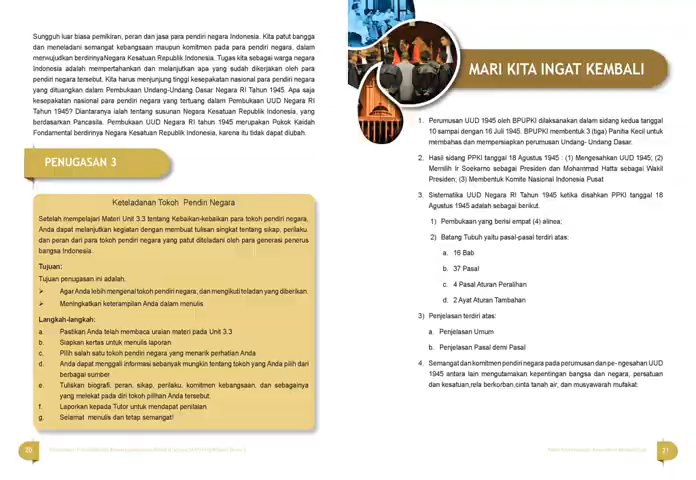 Sungguh luar biasa pemikiran, peran dan jasa para pendiri negara Indonesia. Kita patut bangga
dan meneladani semangat kebangsaan maupun komitmen pada para pendiri negara, dalam
merwujudkan berdirinyaNegara Kesatuan Republik Indonesia. Tugas kita sebagai warga negara
Indonesia adalah mempertahankan dan melanjutkan apa yang sudah dikerjakan oleh para
pendiri negara tersebut. Kita harus menjunjung tinggi kesepakatan nasional para pendiri negara
yang dituangkan dalam Pembukaan Undang-Undang Dasar Negara RI Tahun 1945. Apa saja
kesepakatan nasional para pendiri negara yang tertuang dalam Pembukaan UUD Negara RI
Tahun 1945? Diantaranya ialah tentang susunan Negara Kesatuan Republik Indonesia, yang
berdasarkan Pancasila. Pembukaan UUD Negara RI tahun 1945 merupakan Pokok Kaidah
Fondamental berdirinya Negara Kesatuan Republik Indonesia, karena itu tidak dapat diubah.
PENUGASAN 3
Keteladanan Tokoh Pendiri Negara
Setelah mempelajari Materi Unit 3.3 tentang Kebaikan-kebaikan para tokoh pendiri negara,
Anda dapat melanjutkan kegiatan dengan membuat tulisan singkat tentang sikap, perilaku,
dan peran dari para tokoh pendiri negara yang patut diteladani oleh para generasi penerus
bangsa Indonesia.
Tujuan:
Tujuan penugasan ini adalah,
➢ Agar Anda lebih mengenal tokoh pendiri negara, dan mengikuti teladan yang diberikan.
➢ Meningkatkan keterampilan Anda dalam menulis
Langkah-langkah:
a. Pastikan Anda telah membaca uraian materi pada Unit 3.3
b. Siapkan kertas untuk menulis laporan
c. Pilih salah satu tokoh pendiri negara yang menarik perhatian Anda
d. Anda dapat menggali informasi sebanyak mungkin tentang tokoh yang Anda pilih dari
berbagai sumber
e. Tuliskan biografi, peran, sikap, perilaku, komitmen kebangsaan, dan sebagainya
yang melekat pada diri tokoh pilihan Anda tersebut.
f. Laporkan kepada Tutor untuk mendapat penilaian
g. Selamat menulis dan tetap semangat!
20
MARI KITA INGAT KEMBALI
1. Perumusan UUD 1945 oleh BPUPKI dilaksanakan dalam sidang kedua tanggal
10 sampai dengan 16 Juli 1945. BPUPKI membentuk 3 (tiga) Panitia Kecil untuk
membahas dan mempersiapkan perumusan Undang- Undang Dasar.
2. Hasil sidang PPKI tanggal 18 Agustus 1945 : (1) Mengesahkan UUD 1945; (2)
Memilih Ir Soekarno sebagai Presiden dan Mohammad Hatta sebagai Wakil
Presiden; (3) Membentuk Komite Nasional Indonesia Pusat
3. Sistematika UUD Negara RI Tahun 1945 ketika disahkan PPKI tanggal 18
Agustus 1945 adalah sebagai berikut.
1) Pembukaan yang berisi empat (4) alinea;
2) Batang Tubuh yaitu pasal-pasal terdiri atas:
a. 16 Bab
b. 37 Pasal
c. 4 Pasal Aturan Peralihan
d. 2 Ayat Aturan Tambahan
3) Penjelasan terdiri atas:
a. Penjelasan Umum
b. Penjelasan Pasal demi Pasal
4. Semangat dan komitmen pendiri negara pada perumusan dan pe- ngesahan UUD
1945 antara lain mengutamakan kepentingan bangsa dan negara, persatuan
dan kesatuan,rela berkorban,cinta tanah air, dan musyawarah mufakat.
21